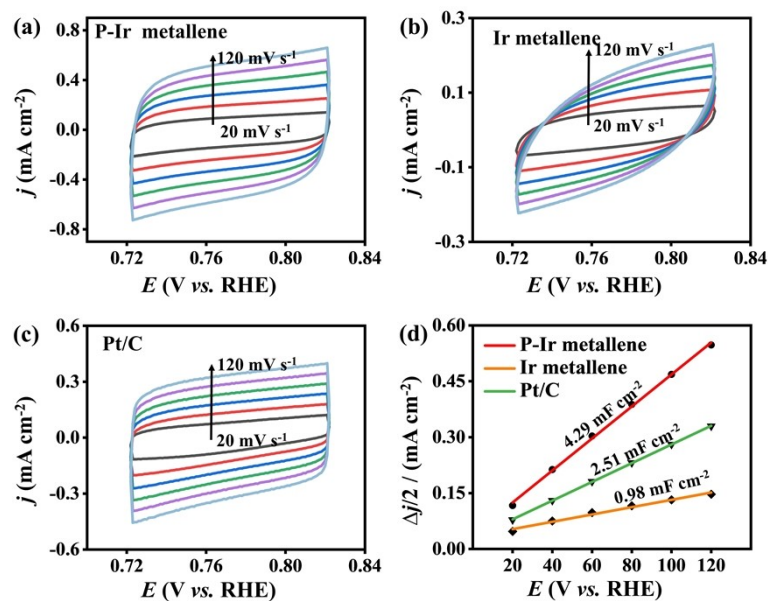 (a) P-Ir metallene
120 mV s⁻¹
20 mV s⁻¹
0.6
0.3
0.0
-0.4
-0.8
j (mA cm⁻²)
0.72 0.76 0.80 0.84
E (V vs. RHE)
(b) Ir metallene
120 mV s⁻¹
20 mV s⁻¹
0.3
0.1
-0.1
-0.3
j (mA cm⁻²)
0.72 0.76 0.80 0.84
E (V vs. RHE)
(c) Pt/C
120 mV s⁻¹
20 mV s⁻¹
0.6
0.3
0.0
-0.3
-0.6
j (mA cm⁻²)
0.72 0.76 0.80 0.84
E (V vs. RHE)
(d)
P-Ir metallene
Ir metallene
Pt/C
4.29 mF cm⁻²
2.51 mF cm⁻²
0.98 mF cm⁻²
0.60
0.45
0.30
0.15
0.00
Δj/2 / (mA cm⁻²)
20 40 60 80 100 120
E (V vs. RHE)